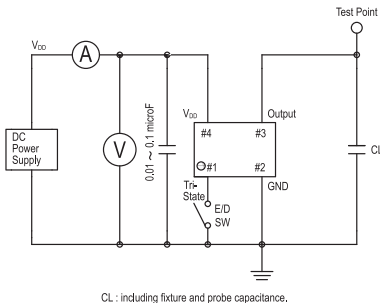 Test Point
VDD
A
VDD
Output
#4
#3
DC
Power
Supply
V
0.01 ~ 0.1 microF
CL
#1
#2
Tri-
State
GND
E/D
SW
CL : including fixture and probe capacitance,